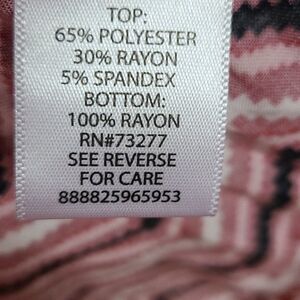 TOP:
65% POLYESTER
30% RAYON
5% SPANDEX
BOTTOM:
100% RAYON
RN#73277
SEE REVERSE
FOR CARE
888825965953